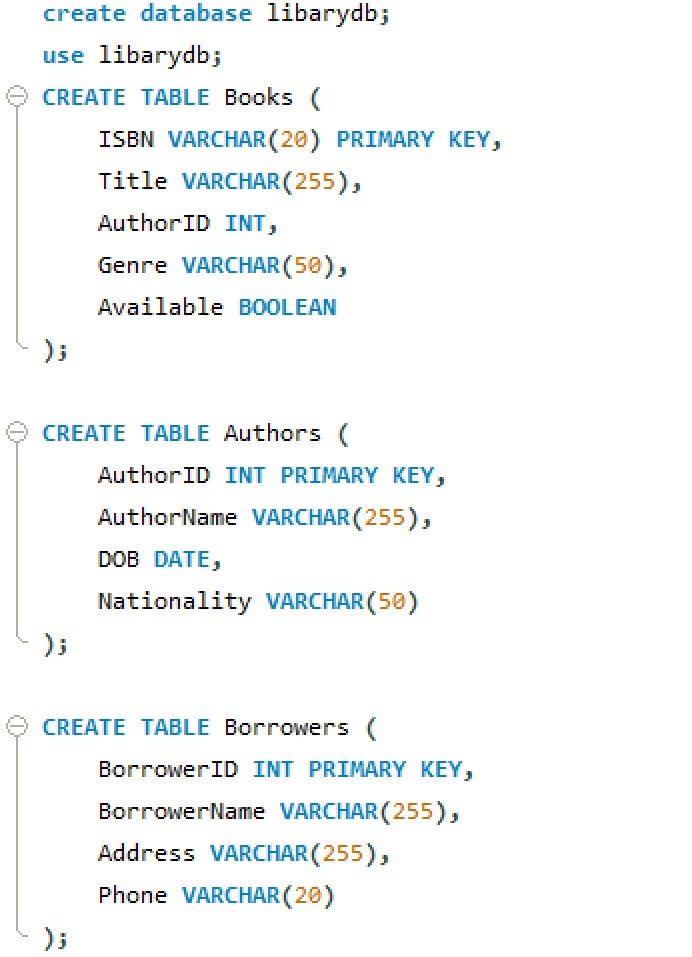 create database libarydb;
use libarydb;
CREATE TABLE Books (
ISBN VARCHAR(20) PRIMARY KEY,
Title VARCHAR(255),
AuthorID INT,
Genre VARCHAR(50),
Available BOOLEAN
);
CREATE TABLE Authors (
AuthorID INT PRIMARY KEY,
AuthorName VARCHAR(255),
DOB DATE,
Nationality VARCHAR(50)
);
CREATE TABLE Borrowers (
BorrowerID INT PRIMARY KEY,
BorrowerName VARCHAR(255),
Address VARCHAR(255),
Phone VARCHAR(20)
);